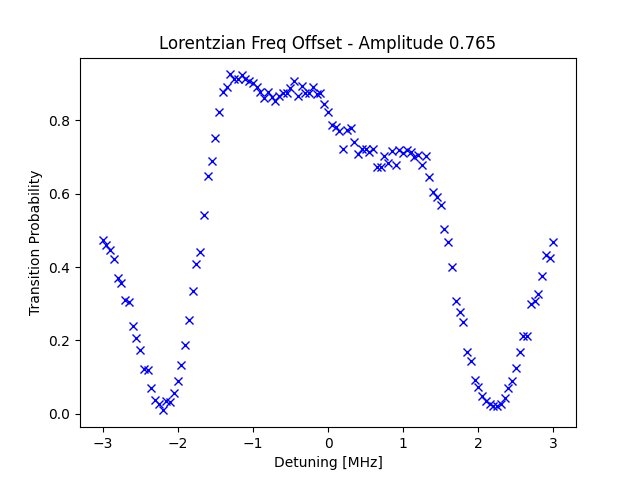 Lorentzian Freq Offset - Amplitude 0.765
Transition Probability
0.8
0.6
0.4
0.2
0.0
−3 −2 −1 0 1 2 3
Detuning [MHz]